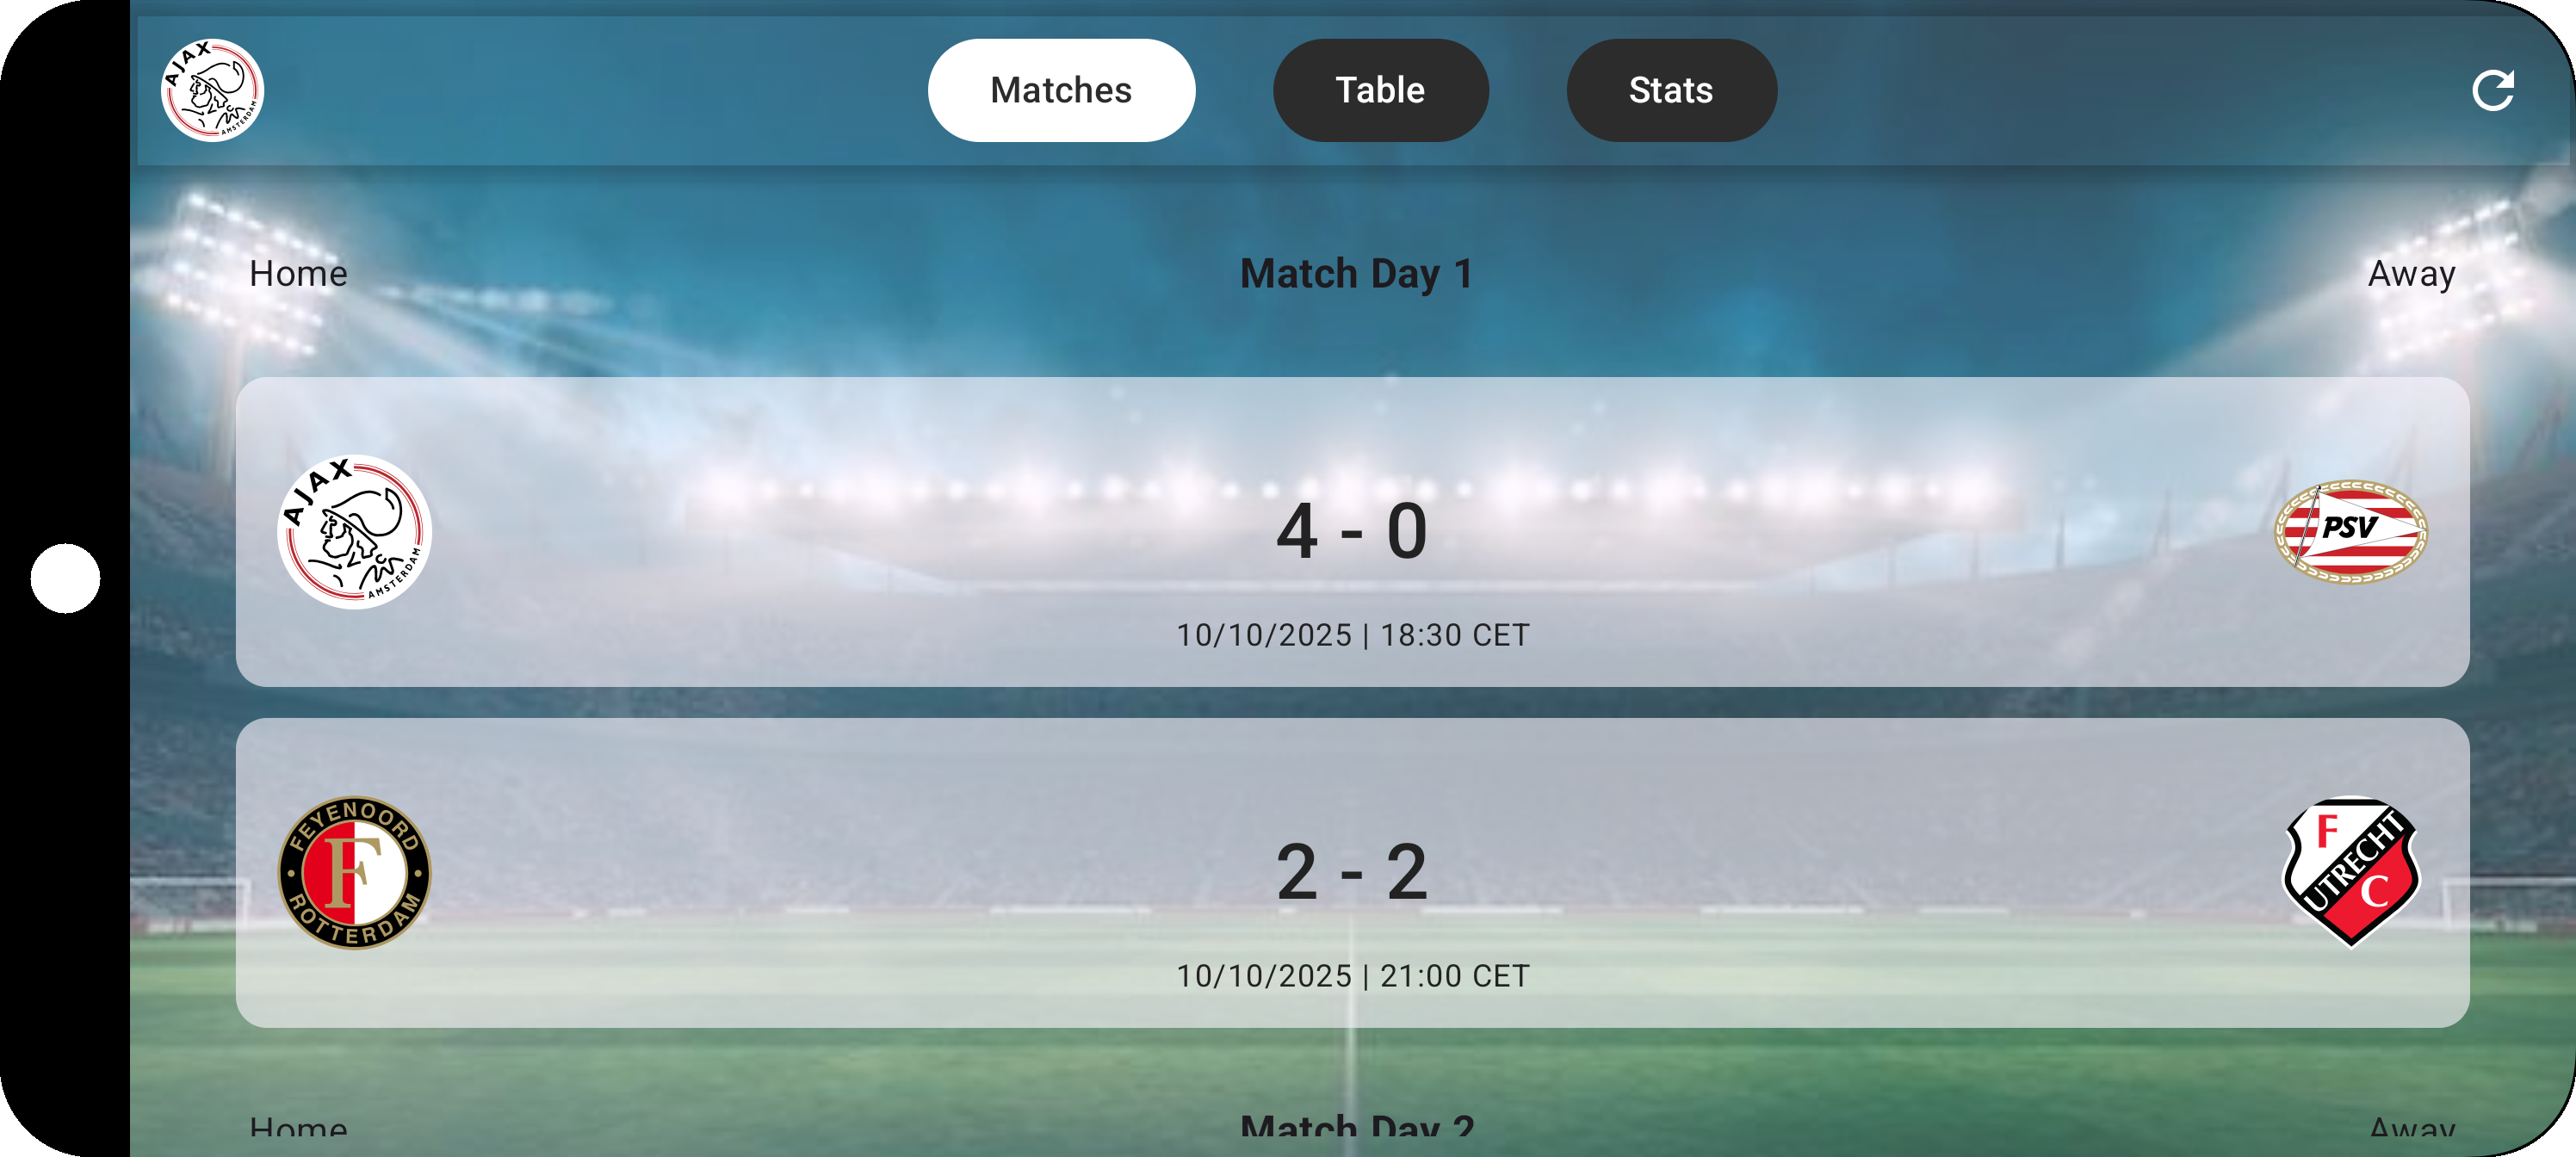 AJAX
AMSTERDAM
Matches
Table
Stats
Home
Match Day 1
Away
AJAX
AMSTERDAM
4 - 0
PSV
10/10/2025 | 18:30 CET
FEYENOORD
F
ROTTERDAM
2 - 2
F
UTRECHT
C
10/10/2025 | 21:00 CET
Home
Match Day 2
Away